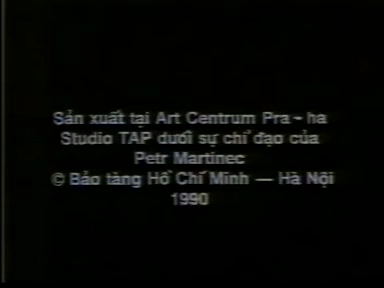 Sản xuất tại Art Centrum Pra-ha
Studio TAP dưới sự chỉ đạo của
Petr Martinec
© Bảo tàng Hồ Chí Minh — Hà Nội
1990